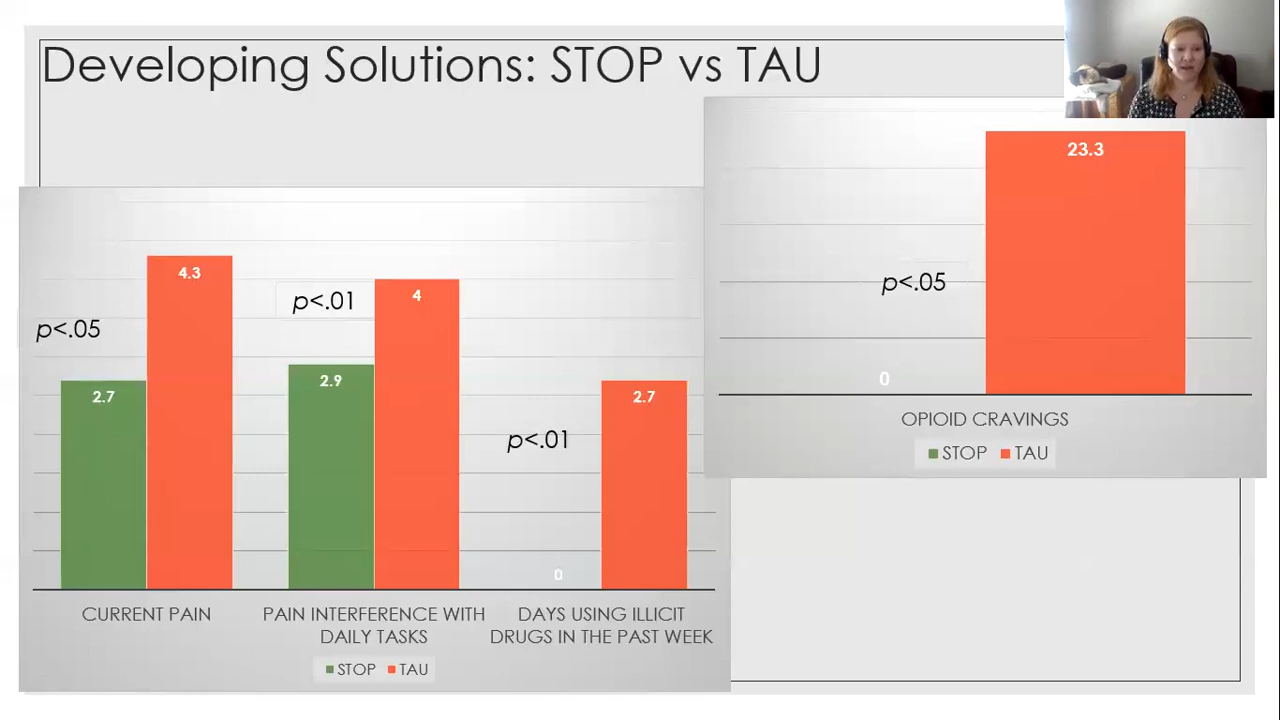 Developing Solutions: STOP vs TAU
4.3
p<.01
4
p<.05
2.7
2.9
2.7
p<.01
0
CURRENT PAIN
PAIN INTERFERENCE WITH
DAILY TASKS
DAYS USING ILLICIT
DRUGS IN THE PAST WEEK
STOP TAU
23.3
p<.05
0
OPIOID CRAVINGS
STOP TAU